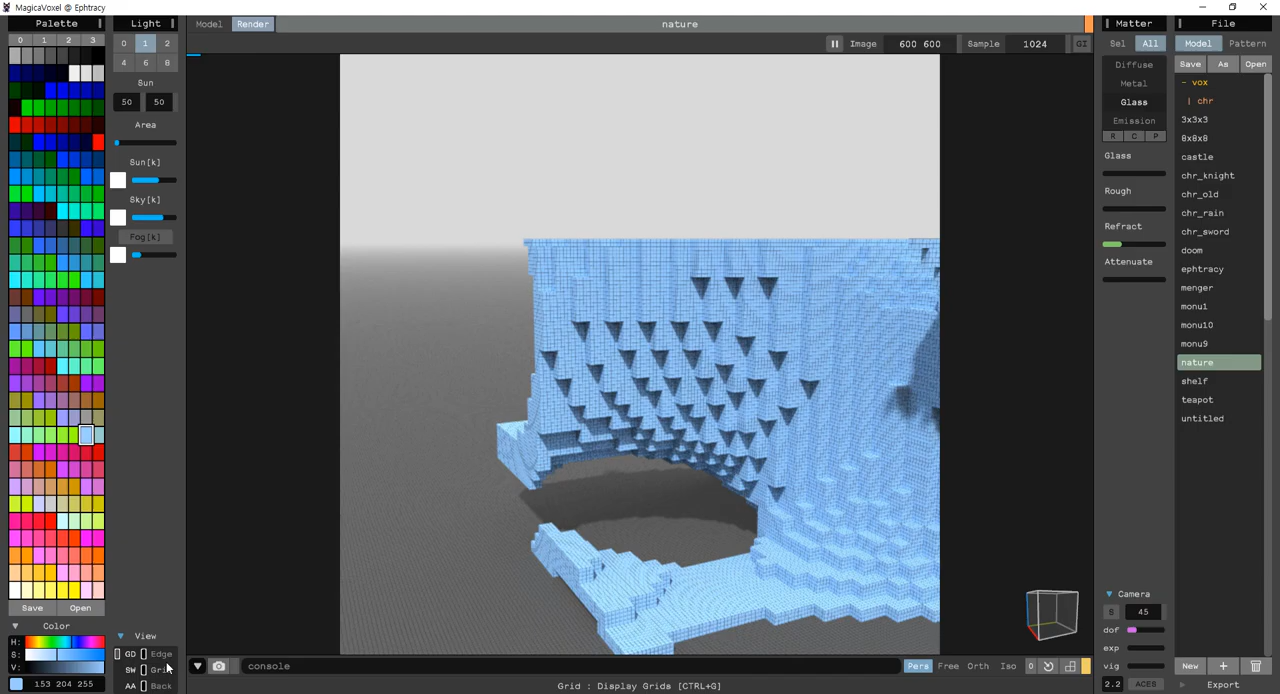 MagicaVoxel @ Ephtracy
Palette
0 1 2 3
Save Open
Color
H:
S:
V:
153 204 255
Light
0 1 2
4 6 8
Sun
50 50
Area
Sun[k]
Sky[k]
Fog[k]
View
GD Edge
SW Gri
AA Back
Model Render nature
Image 600 600 Sample 1024 GI
console
Pers Free Orth Iso 0
Grid : Display Grids [CTRL+G]
Matter
Sel All
Diffuse
Metal
Glass
Emission
R C P
Glass
Rough
Refract
Attenuate
Camera
S 45
dof
exp
vig
2.2 ACES
File
Model Pattern
Save As Open
- vox
| chr
3x3x3
8x8x8
castle
chr_knight
chr_old
chr_rain
chr_sword
doom
ephtracy
menger
monu1
monu10
monu9
nature
shelf
teapot
untitled
New +
Export